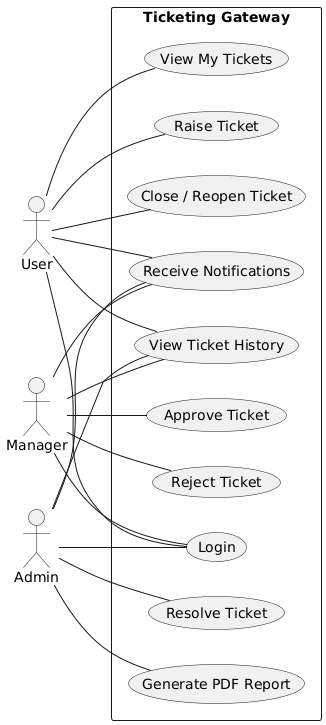 Ticketing Gateway
View My Tickets
Raise Ticket
Close / Reopen Ticket
User
Receive Notifications
View Ticket History
Approve Ticket
Manager
Reject Ticket
Login
Admin
Resolve Ticket
Generate PDF Report